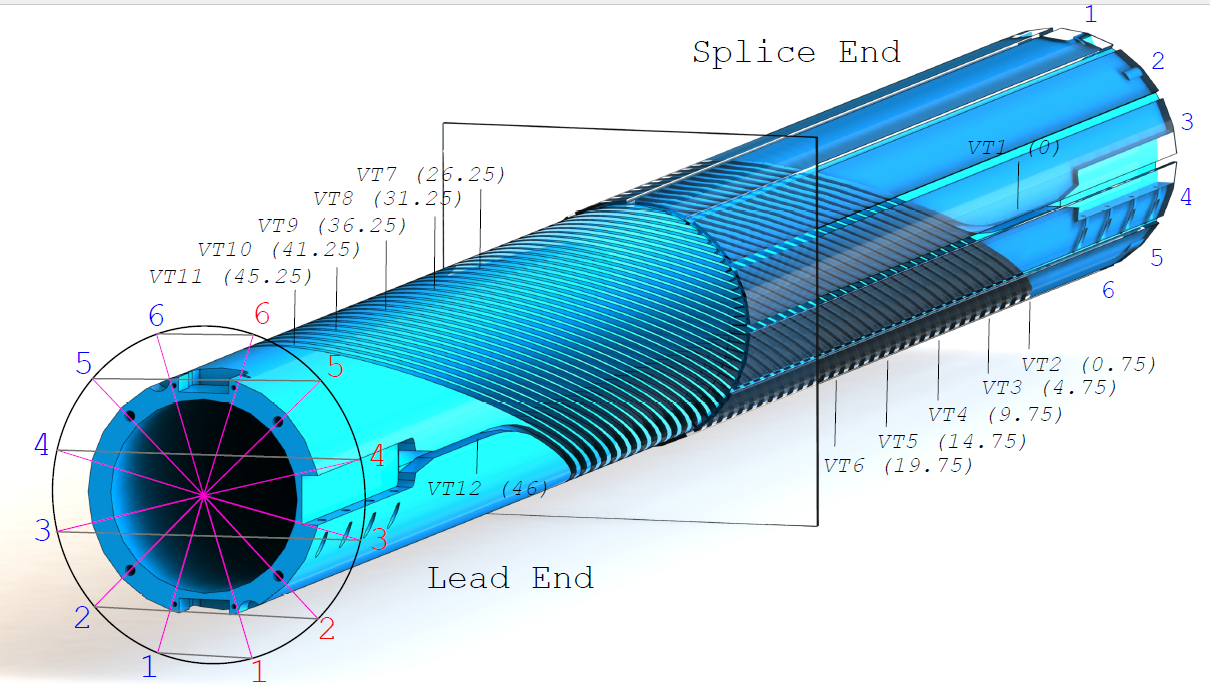 1
Splice End
2
3
VT1 (0)
VT7 (26.25)
VT8 (31.25)
4
VT9 (36.25)
VT10 (41.25)
5
VT11 (45.25)
6
6 6
5 5
VT2 (0.75)
VT3 (4.75)
VT4 (9.75)
VT5 (14.75)
VT6 (19.75)
4 4
VT12 (46)
3 3
Lead End
2 2
1 1